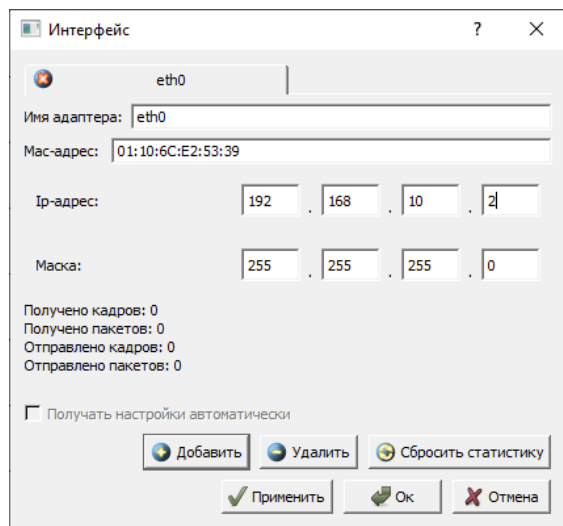 Интерфейс ?
eth0
Имя адаптера: eth0
Mac-адрес: 01:10:6C:E2:53:39
Ip-адрес: 192 . 168 . 10 . 2
Маска: 255 . 255 . 255 . 0
Получено кадров: 0
Получено пакетов: 0
Отправлено кадров: 0
Отправлено пакетов: 0
Получать настройки автоматически
Добавить Удалить Сбросить статистику
Применить Ок Отмена